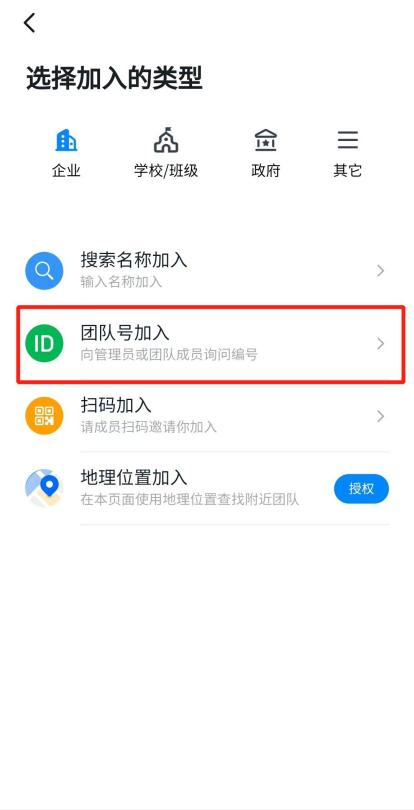 选择加入的类型
企业
学校/班级
政府
其它
搜索名称加入
输入名称加入
ID
团队号加入
向管理员或团队成员询问编号
扫码加入
请成员扫码邀请你加入
地理位置加入
在本页面使用地理位置查找附近团队
授权